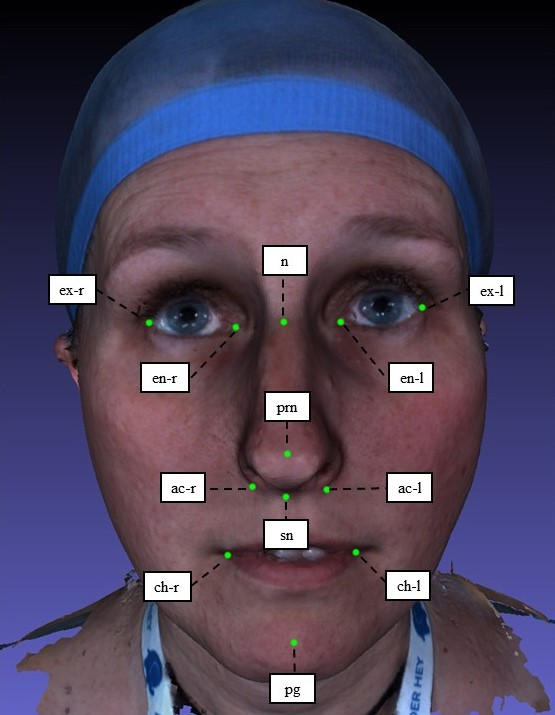 n
ex-r
ex-l
en-r
en-l
prn
ac-r
ac-l
sn
ch-r
ch-l
pg
DER HEY